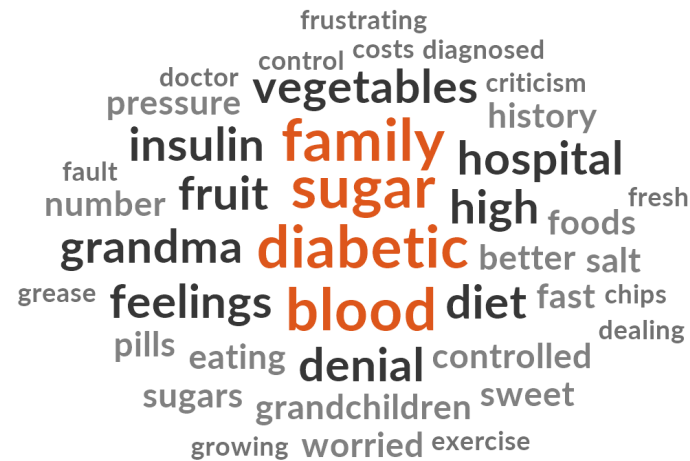 frustrating
control costs diagnosed
doctor vegetables criticism
pressure history
insulin family hospital
fault fruit sugar high fresh
number foods
grandma diabetic better salt
grease feelings blood diet fast chips
dealing
pills eating denial controlled
sugars grandchildren sweet
growing worried exercise